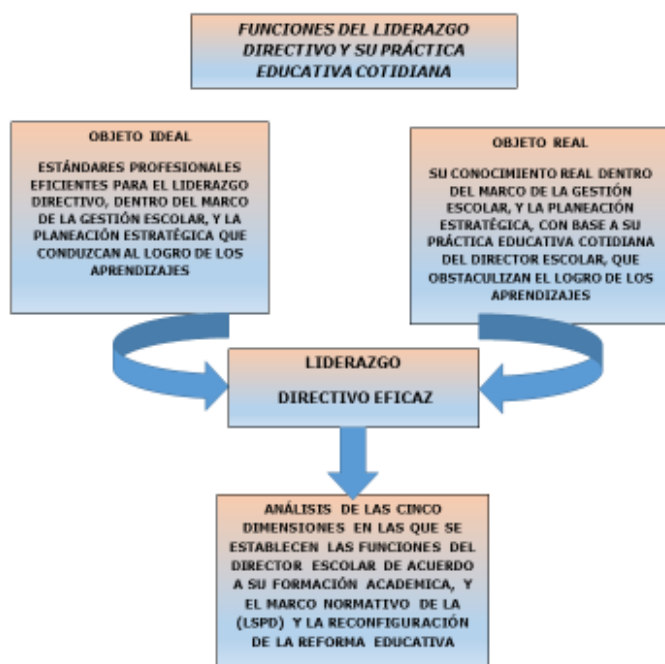 FUNCIONES DEL LIDERAZGO
DIRECTIVO Y SU PRÁCTICA
EDUCATIVA COTIDIANA
OBJETO IDEAL
ESTÁNDARES PROFESIONALES
EFICIENTES PARA EL LIDERAZGO
DIRECTIVO, DENTRO DEL MARCO
DE LA GESTIÓN ESCOLAR, Y LA
PLANEACIÓN ESTRATÉGICA QUE
CONDUZCAN AL LOGRO DE LOS
APRENDIZAJES
OBJETO REAL
SU CONOCIMIENTO REAL DENTRO
DEL MARCO DE LA GESTIÓN
ESCOLAR, Y LA PLANEACIÓN
ESTRATÉGICA, CON BASE A SU
PRÁCTICA EDUCATIVA COTIDIANA
DEL DIRECTOR ESCOLAR, QUE
OBSTACULIZAN EL LOGRO DE LOS
APRENDIZAJES
LIDERAZGO
DIRECTIVO EFICAZ
ANÁLISIS DE LAS CINCO
DIMENSIONES EN LAS QUE SE
ESTABLECEN LAS FUNCIONES DEL
DIRECTOR ESCOLAR DE ACUERDO
A SU FORMACIÓN ACADEMICA, Y
EL MARCO NORMATIVO DE LA
(LSPD) Y LA RECONFIGURACIÓN
DE LA REFORMA EDUCATIVA